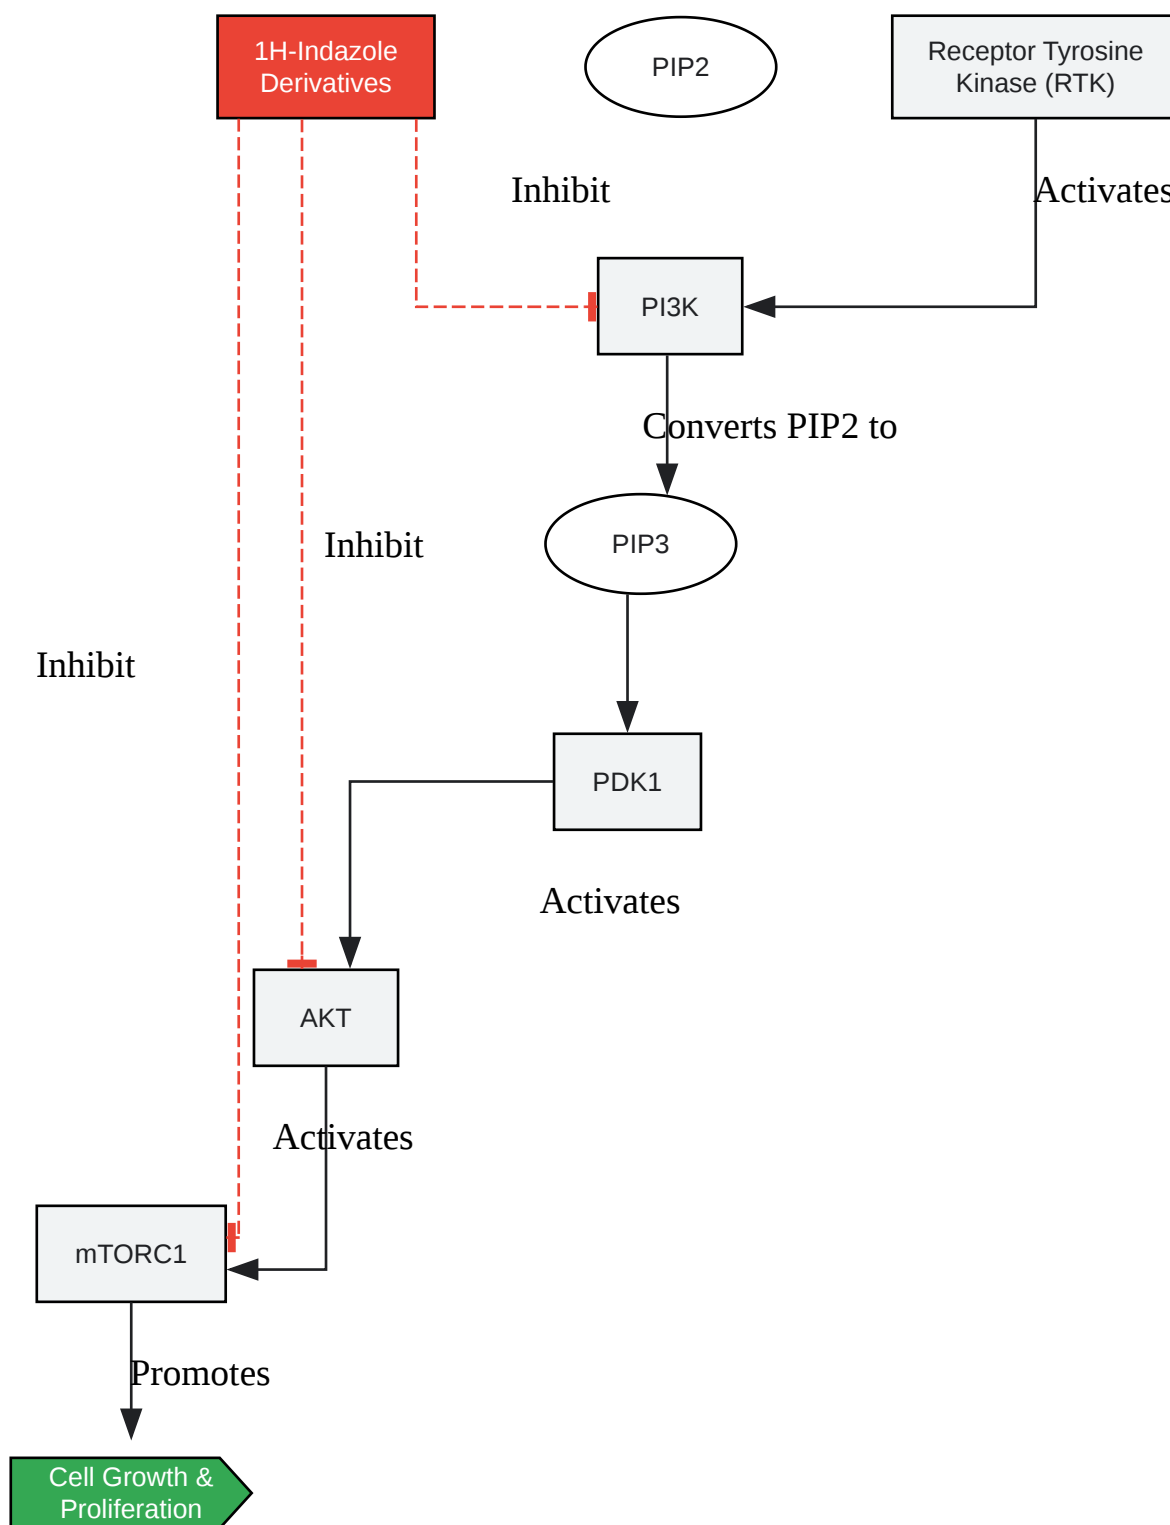 1H-Indazole
Derivatives
PIP2
Receptor Tyrosine
Kinase (RTK)
Inhibit
Activates
PI3K
Converts PIP2 to
Inhibit
PIP3
Inhibit
PDK1
Activates
AKT
Activates
mTORC1
Promotes
Cell Growth &
Proliferation